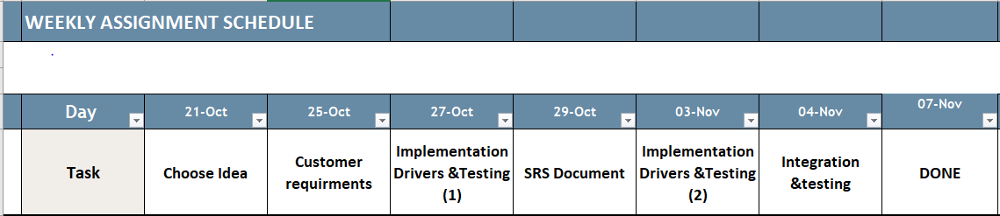 WEEKLY ASSIGNMENT SCHEDULE
Day 21-Oct 25-Oct 27-Oct 29-Oct 03-Nov 04-Nov 07-Nov
Task
Choose Idea
Customer
requirments
Implementation
Drivers &Testing
(1)
SRS Document
Implementation
Drivers &Testing
(2)
Integration
&testing
DONE